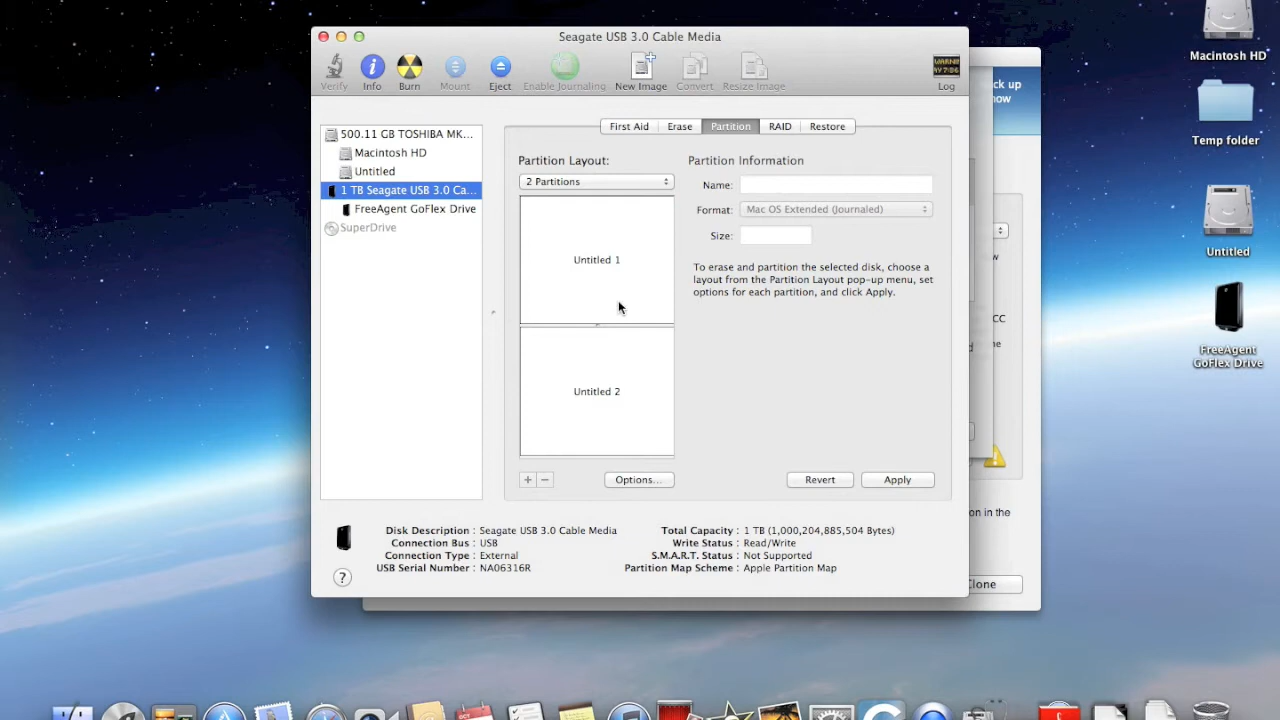 Seagate USB 3.0 Cable Media
Verify
Info
Burn
Mount
Eject
Enable Journaling
New Image
Convert
Resize Image
Log
500.11 GB TOSHIBA MK...
Macintosh HD
Untitled
1 TB Seagate USB 3.0 Ca...
FreeAgent GoFlex Drive
SuperDrive
First Aid
Erase
Partition
RAID
Restore
Partition Layout:
2 Partitions
Untitled 1
Untitled 2
+
−
Options...
Partition Information
Name:
Format: Mac OS Extended (Journaled)
Size:
To erase and partition the selected disk, choose a
layout from the Partition Layout pop-up menu, set
options for each partition, and click Apply.
Revert
Apply
Disk Description : Seagate USB 3.0 Cable Media
Connection Bus : USB
Connection Type : External
USB Serial Number : NA06316R
Total Capacity : 1 TB (1,000,204,885,504 Bytes)
Write Status : Read/Write
S.M.A.R.T. Status : Not Supported
Partition Map Scheme : Apple Partition Map
?
ck up
now
CC
on in the
Clone
Macintosh HD
Temp folder
Untitled
FreeAgent
GoFlex Drive